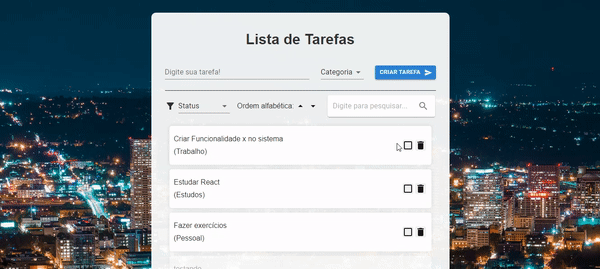 Lista de Tarefas
Digite sua tarefa! Categoria CRIAR TAREFA
Status Ordem alfabética: Digite para pesquisar...
Criar Funcionalidade x no sistema
(Trabalho)
Estudar React
(Estudos)
Fazer exercícios
(Pessoal)